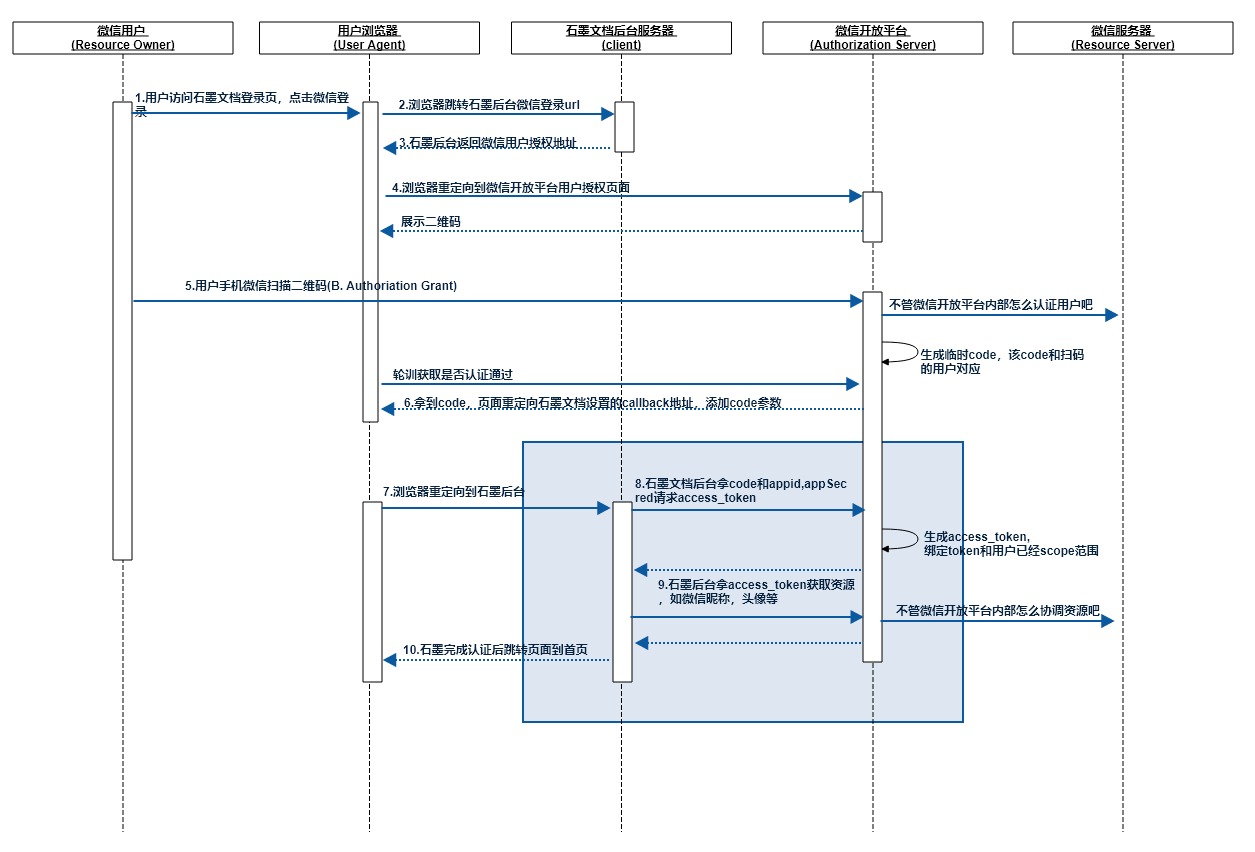 微信用户
(Resource Owner)
用户浏览器
(User Agent)
石墨文档后台服务器
(client)
微信开放平台
(Authorization Server)
微信服务器
(Resource Server)
1.用户访问石墨文档登录页，点击微信登
录
2.浏览器跳转石墨后台微信登录url
3.石墨后台返回微信用户授权地址
4.浏览器重定向到微信开放平台用户授权页面
展示二维码
5.用户手机微信扫描二维码(B. Authoriation Grant)
不管微信开放平台内部怎么认证用户吧
生成临时code，该code和扫码
的用户对应
轮训获取是否认证通过
6.拿到code，页面重定向石墨文档设置的callback地址，添加code参数
7.浏览器重定向到石墨后台
8.石墨文档后台拿code和appid,appSec
red请求access_token
生成access_token,
绑定token和用户已经scope范围
9.石墨后台拿access_token获取资源
，如微信昵称，头像等
不管微信开放平台内部怎么协调资源吧
10.石墨完成认证后跳转页面到首页